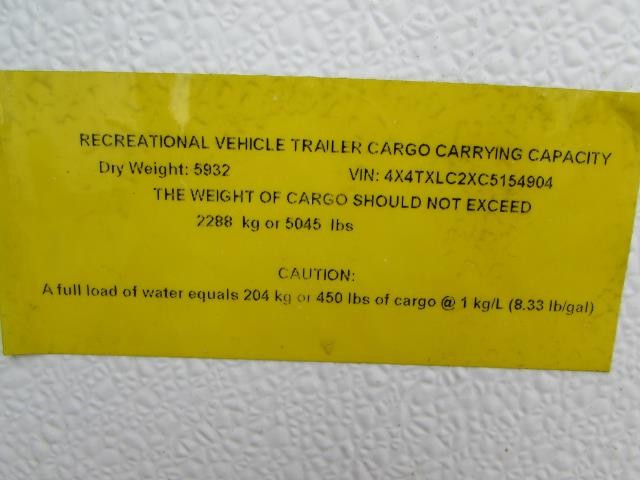 RECREATIONAL VEHICLE TRAILER CARGO CARRYING CAPACITY
Dry Weight: 5932 VIN: 4X4TXLC2XC5154904
THE WEIGHT OF CARGO SHOULD NOT EXCEED
2288 kg or 5045 lbs
CAUTION:
A full load of water equals 204 kg or 450 lbs of cargo @ 1 kg/L (8.33 lb/gal)